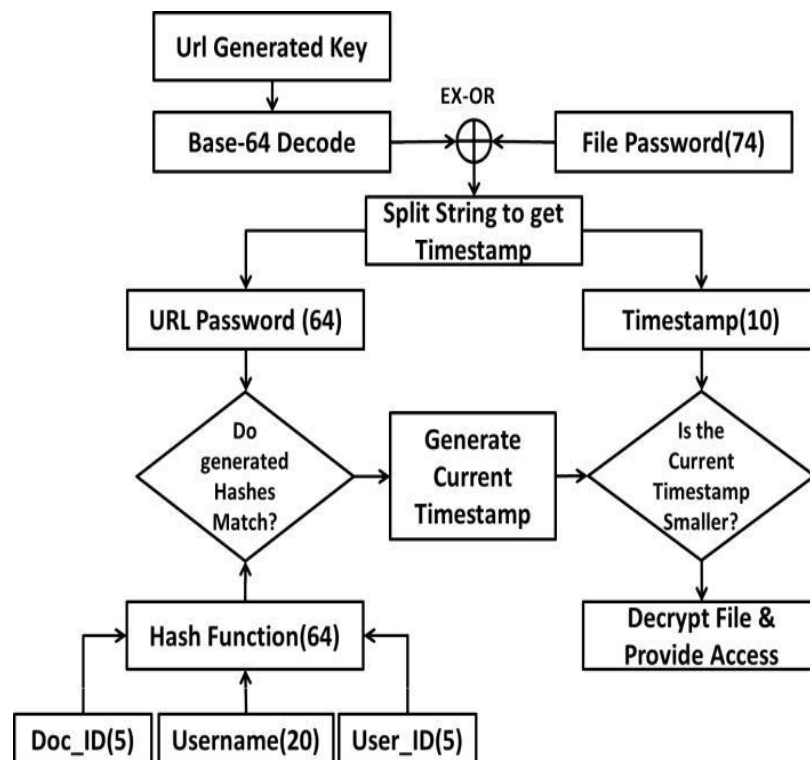 Url Generated Key
EX-OR
Base-64 Decode
File Password(74)
Split String to get
Timestamp
URL Password (64)
Timestamp(10)
Do
generated
Hashes
Match?
Generate
Current
Timestamp
Is the
Current
Timestamp
Smaller?
Hash Function(64)
Decrypt File &
Provide Access
Doc_ID(5)
Username(20)
User_ID(5)